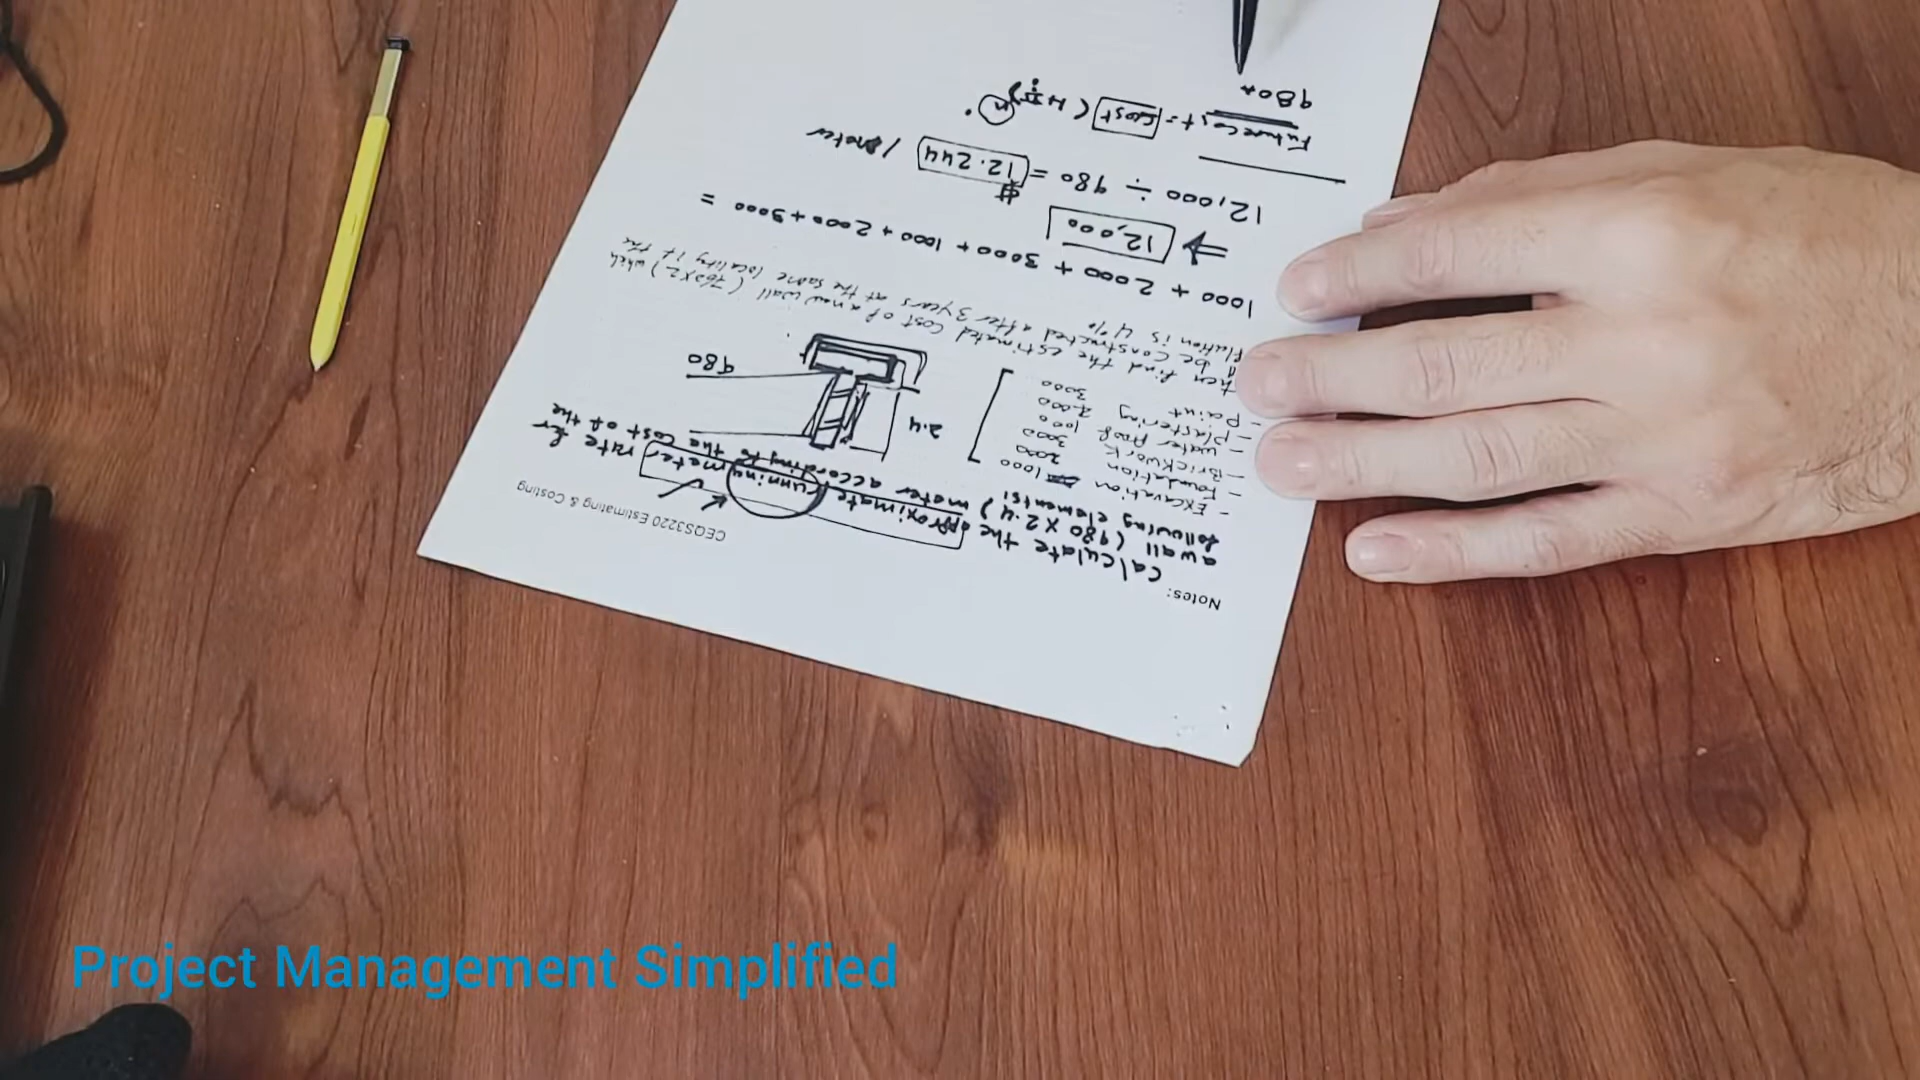 CEQS3220 Estimating & Costing
Notes:
Calculate the approximate running meter rate for
a wall (980 X 2.4) meter according to the cost of the
following elements:
- Excavation 1000
- Foundation 2000
- Brickwork 3000
- water proof 1000
- Plastering 2000
- Paint 3000
2.4
980
then find the estimated cost of a new wall (760 X 2) which
be constructed after 3 years at the same locality if the
flation is 4%
1000 + 2000 + 3000 + 1000 + 2000 + 3000 =
⇒ 12,000
12,000 ÷ 980 = $ 12.244 / meter
Future cost = cost (1+i)
980
Project Management Simplified